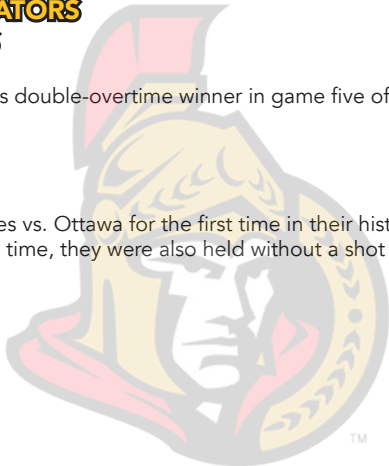 ATORS
s double-overtime winner in game five of
es vs. Ottawa for the first time in their hist
time, they were also held without a shot
TM